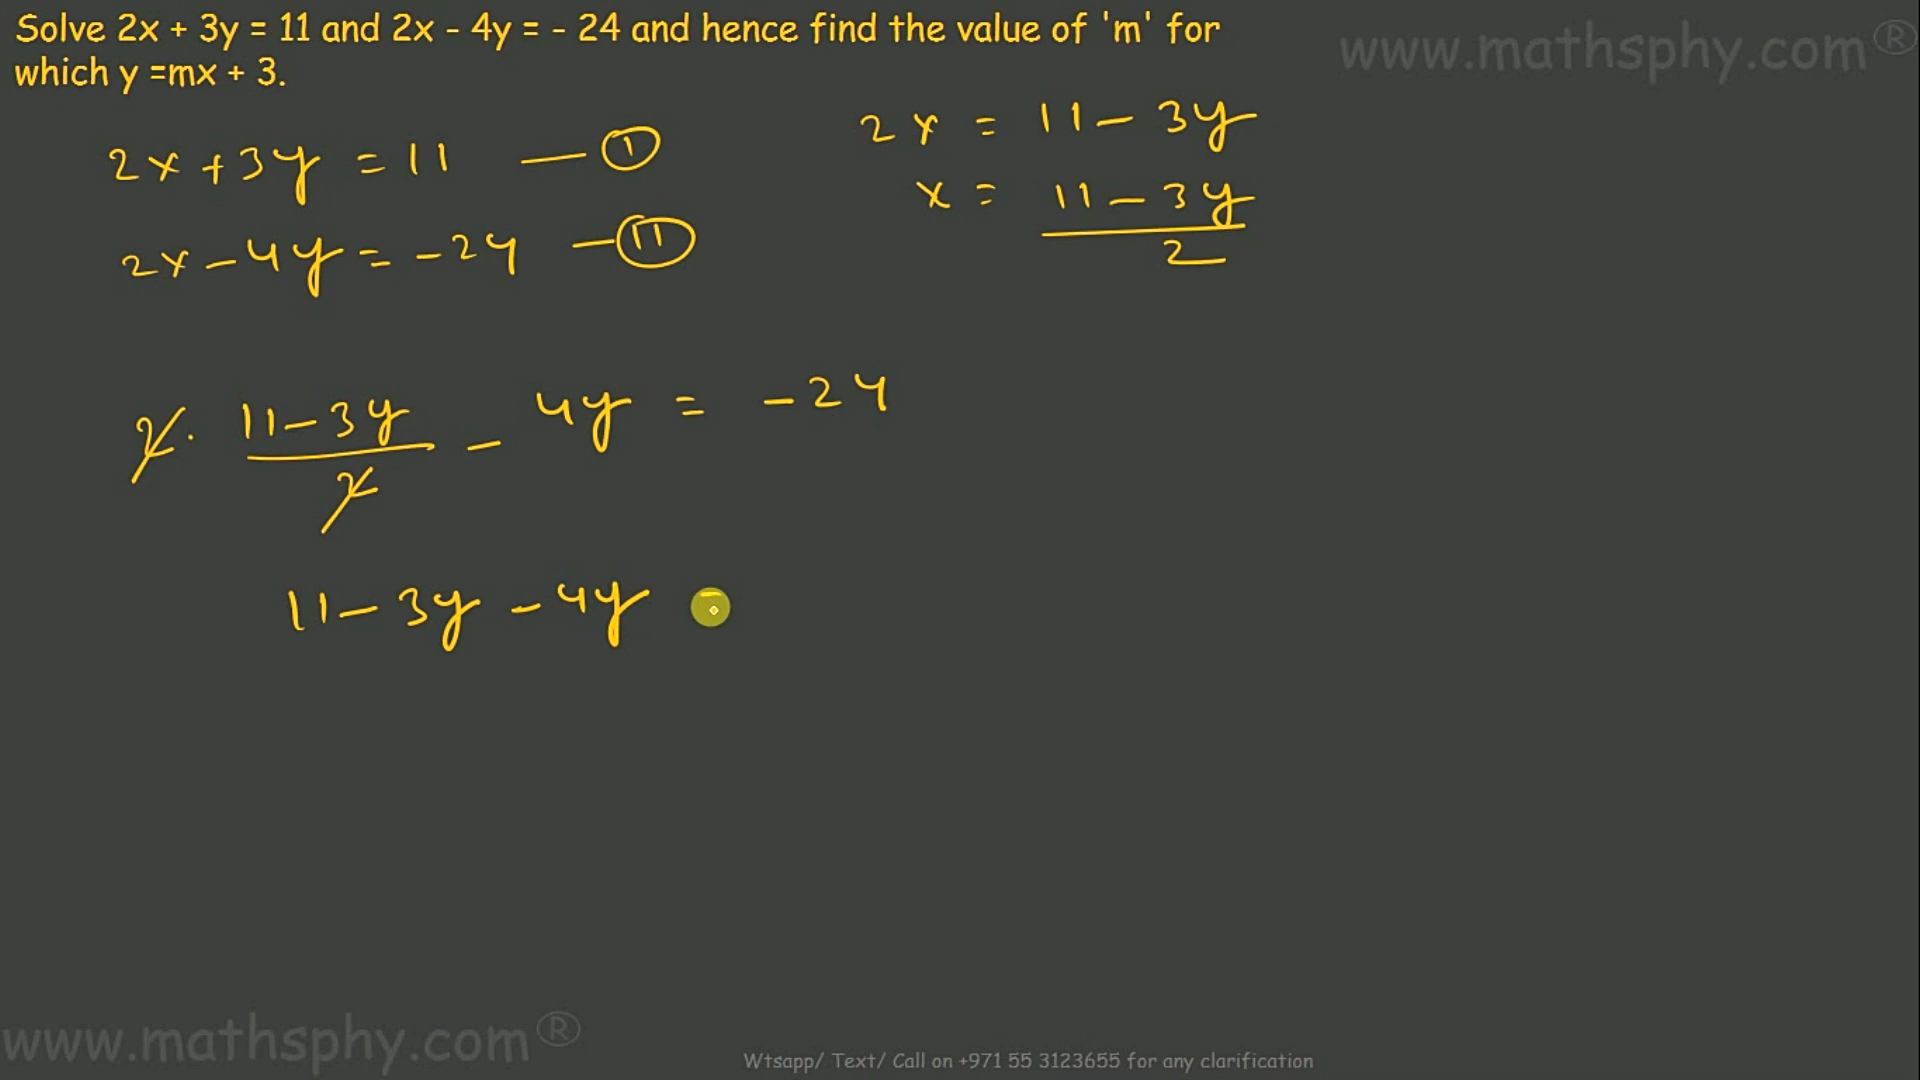 Solve 2x + 3y = 11 and 2x - 4y = - 24 and hence find the value of 'm' for
which y =mx + 3.
www.mathsphy.com®
2x + 3y = 11 — ①
2x - 4y = - 24 — Ⅱ
2x = 11 - 3y
x = 11 - 3y
2
2 · 11 - 3y - 4y = - 24
2
11 - 3y - 4y =
www.mathsphy.com®
Wtsapp/ Text/ Call on +971 55 3123655 for any clarification